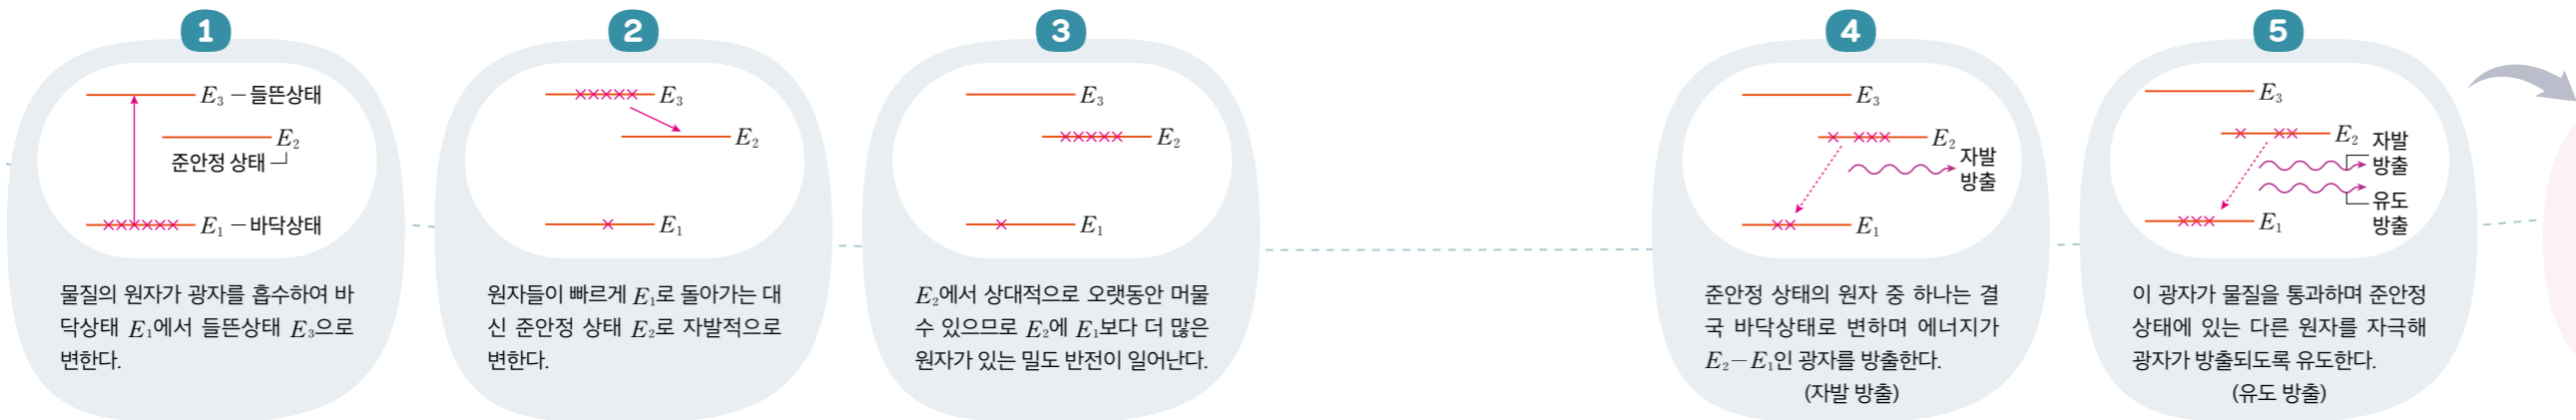 1
E₃ — 들뜬상태
E₂
준안정 상태
E₁ — 바닥상태
물질의 원자가 광자를 흡수하여 바
닥상태 E₁에서 들뜬상태 E₃으로
변한다.
2
E₃
E₂
E₁
원자들이 빠르게 E₁로 돌아가는 대
신 준안정 상태 E₂로 자발적으로
변한다.
3
E₃
E₂
E₁
E₂에서 상대적으로 오랫동안 머물
수 있으므로 E₂에 E₁보다 더 많은
원자가 있는 밀도 반전이 일어난다.
4
E₃
E₂
자발
방출
E₁
준안정 상태의 원자 중 하나는 결
국 바닥상태로 변하며 에너지가
E₂−E₁인 광자를 방출한다.
(자발 방출)
5
E₃
E₂
자발
방출
유도
방출
E₁
이 광자가 물질을 통과하며 준안정
상태에 있는 다른 원자를 자극해
광자가 방출되도록 유도한다.
(유도 방출)